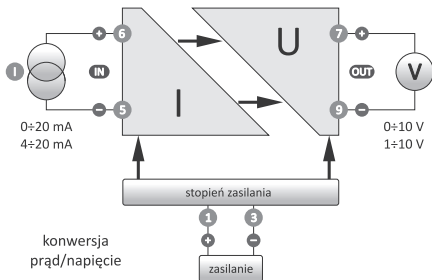 + 6 U 7 +
I IN OUT V
- 5 I 9 -
0÷20 mA 0÷10 V
4÷20 mA 1÷10 V
stopień zasilania
1 3
konwersja + -
prąd/napięcie
zasilanie